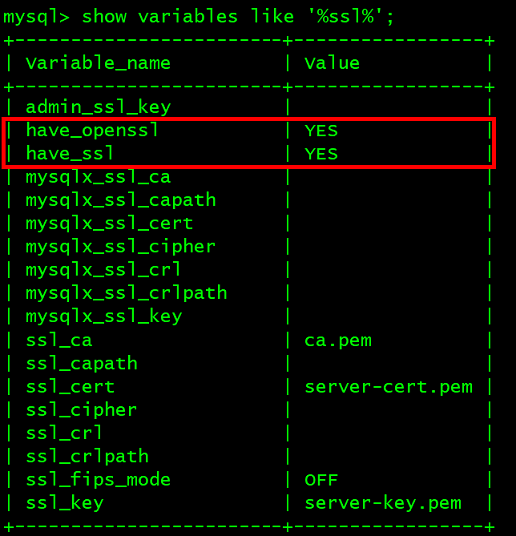 mysql> show variables like '%ssl%';
+-------------------------+------------------+
| Variable_name | Value |
+-------------------------+------------------+
| admin_ssl_key | |
| have_openssl | YES |
| have_ssl | YES |
| mysqlx_ssl_ca | |
| mysqlx_ssl_capath | |
| mysqlx_ssl_cert | |
| mysqlx_ssl_cipher | |
| mysqlx_ssl_crl | |
| mysqlx_ssl_crlpath | |
| mysqlx_ssl_key | |
| ssl_ca | ca.pem |
| ssl_capath | |
| ssl_cert | server-cert.pem |
| ssl_cipher | |
| ssl_crl | |
| ssl_crlpath | |
| ssl_fips_mode | OFF |
| ssl_key | server-key.pem |
+-------------------------+------------------+